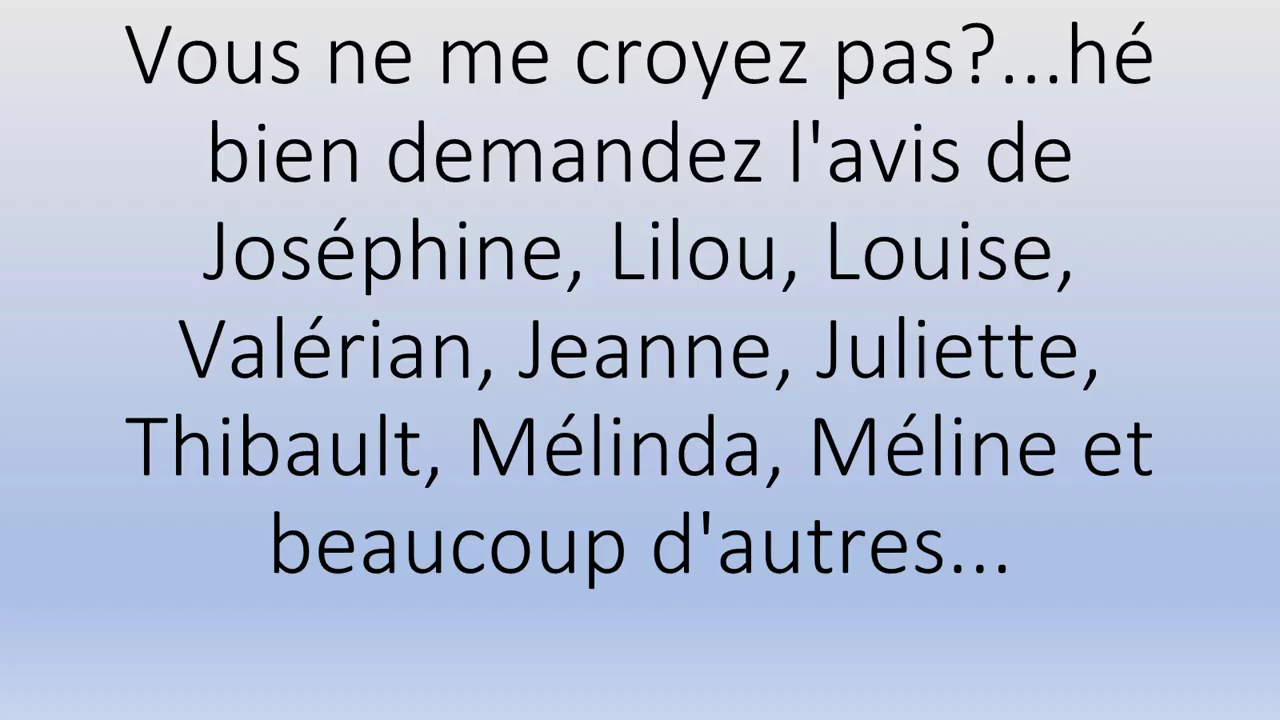 Vous ne me croyez pas?...hé
bien demandez l'avis de
Joséphine, Lilou, Louise,
Valérian, Jeanne, Juliette,
Thibault, Mélinda, Méline et
beaucoup d'autres...